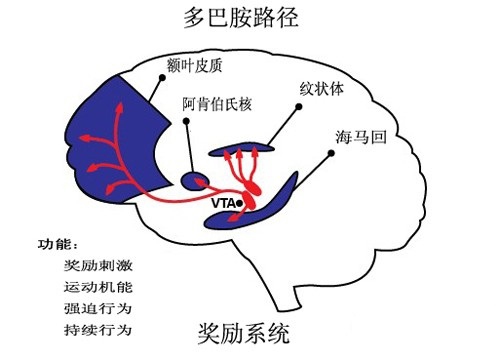 多巴胺路径
额叶皮质
纹状体
阿肯伯氏核
海马回
VTA
功能：
奖励刺激
运动机能
强迫行为
持续行为
奖励系统